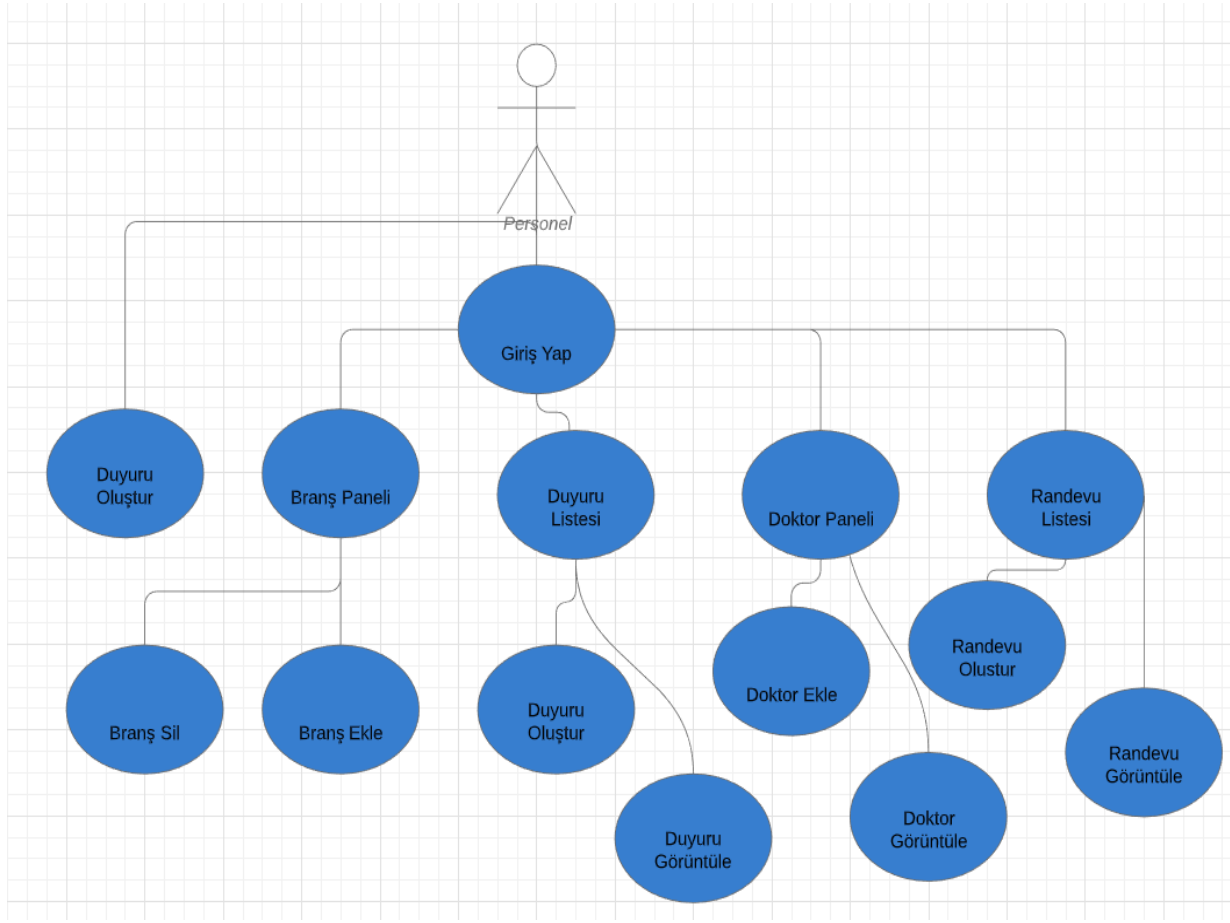 Personel
Giriş Yap
Duyuru
Oluştur
Branş Paneli
Duyuru
Listesi
Doktor Paneli
Randevu
Listesi
Branş Sil
Branş Ekle
Duyuru
Oluştur
Doktor Ekle
Randevu
Olustur
Duyuru
Görüntüle
Doktor
Görüntüle
Randevu
Görüntüle